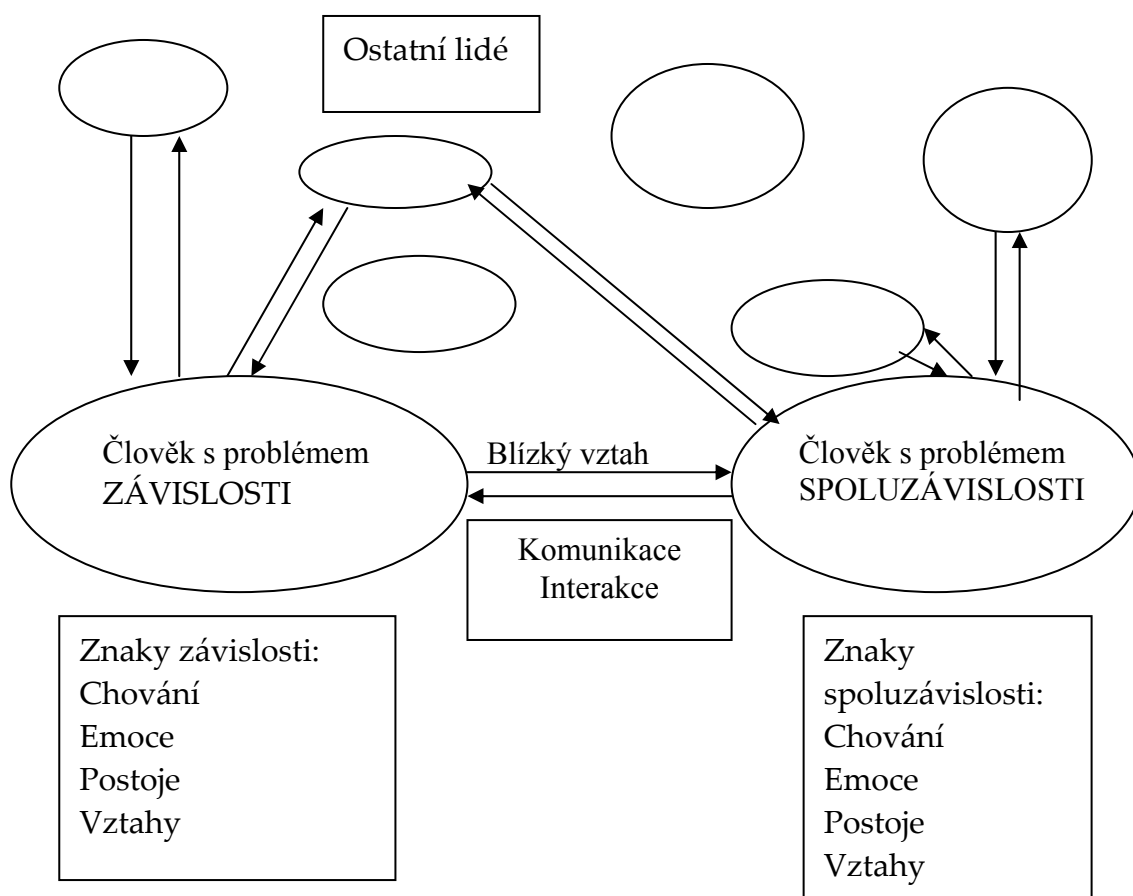 Ostatní lidé
Člověk s problémem
ZÁVISLOSTI
Blízký vztah
Člověk s problémem
SPOLUZÁVISLOSTI
Komunikace
Interakce
Znaky závislosti:
Chování
Emoce
Postoje
Vztahy
Znaky
spoluzávislosti:
Chování
Emoce
Postoje
Vztahy